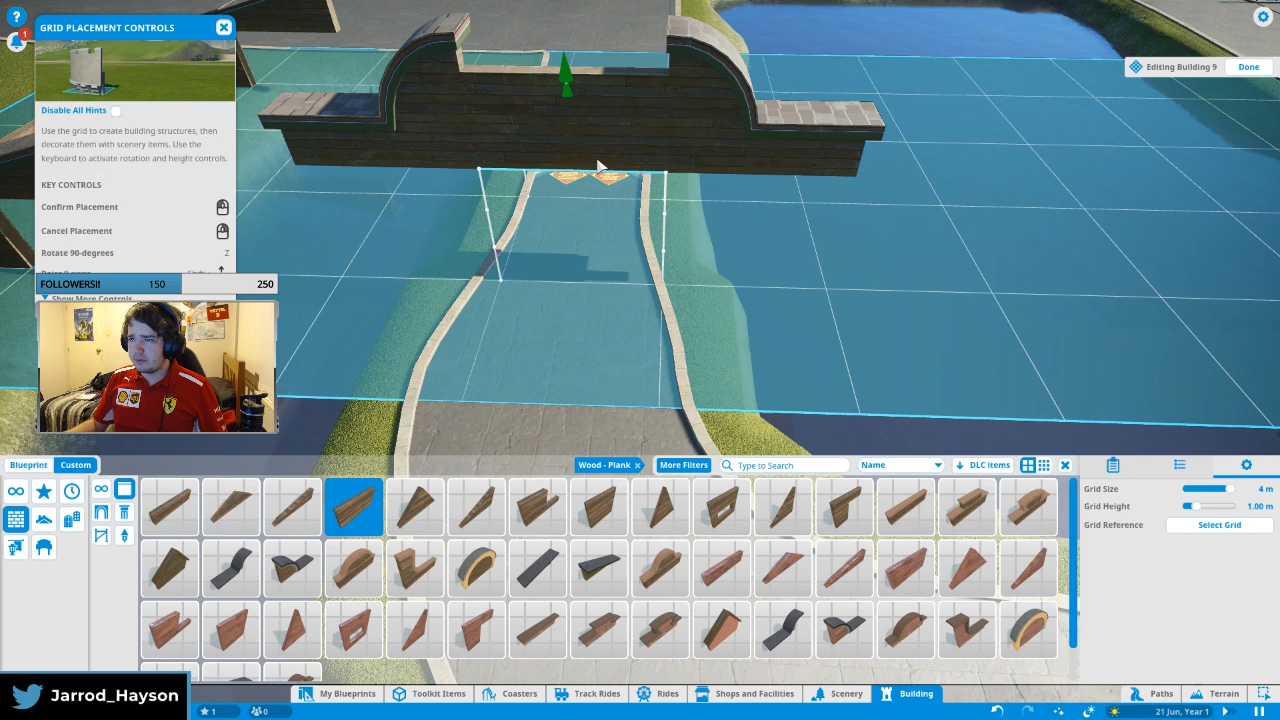 GRID PLACEMENT CONTROLS
1
Disable All Hints
Use the grid to create building structures, then
decorate them with scenery items. Use the
keyboard to activate rotation and height controls.
KEY CONTROLS
Confirm Placement
Cancel Placement
Rotate 90-degrees Z
FOLLOWERS!! 150 250
Show More Controls
Editing Building 9 Done
Blueprint Custom
Wood - Plank
More Filters
Type to Search
Name
DLC items
Grid Size 4 m
Grid Height 1.00 m
Grid Reference Select Grid
Jarrod_Hayson
My Blueprints
Toolkit Items
Coasters
Track Rides
Rides
Shops and Facilities
Scenery
Building
Paths
Terrain
1
0
21 Jun, Year 1